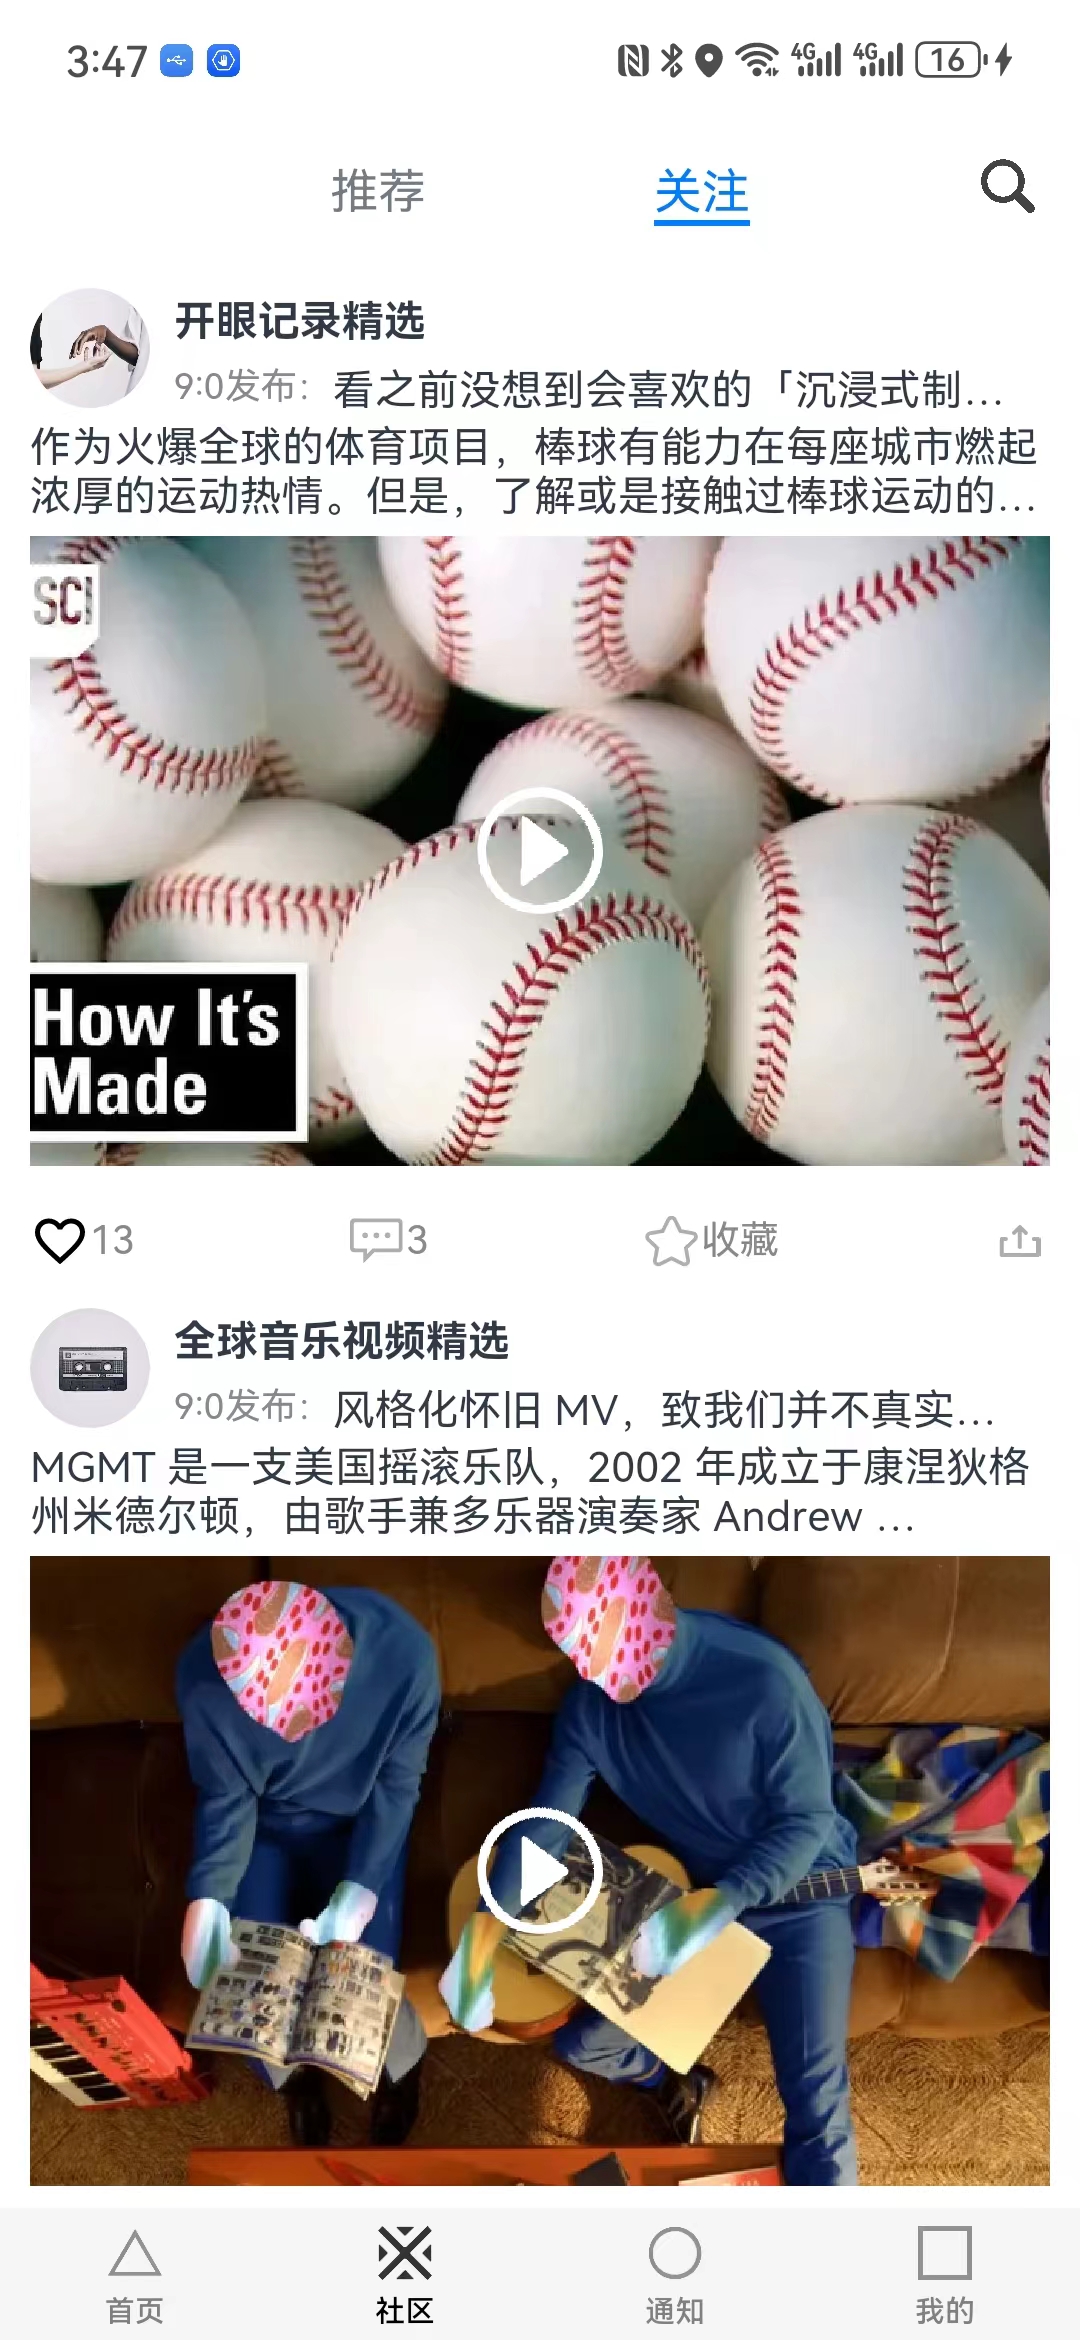 3:47
4G 4G 16
推荐 关注
开眼记录精选
9:0发布：看之前没想到会喜欢的「沉浸式制...
作为火爆全球的体育项目，棒球有能力在每座城市燃起
浓厚的运动热情。但是，了解或是接触过棒球运动的...
SCI
How It's
Made
13 3 收藏
全球音乐视频精选
9:0发布：风格化怀旧 MV，致我们并不真实...
MGMT 是一支美国摇滚乐队，2002 年成立于康涅狄格
州米德尔顿，由歌手兼多乐器演奏家 Andrew ...
首页 社区 通知 我的